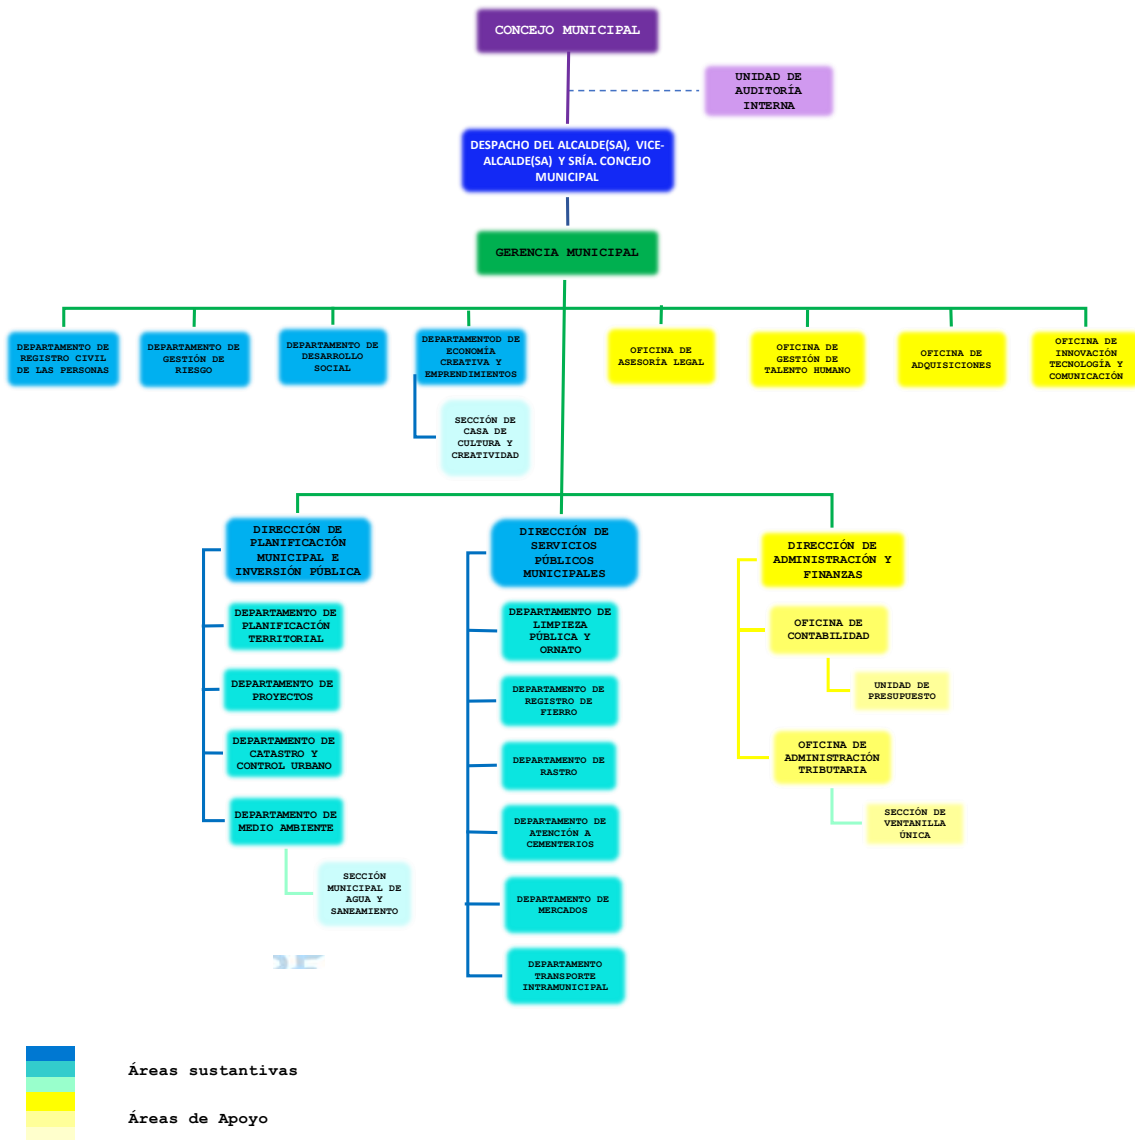 CONCEJO MUNICIPAL
UNIDAD DE
AUDITORÍA
INTERNA
DESPACHO DEL ALCALDE(SA), VICE-
ALCALDE(SA) Y SRÍA. CONCEJO
MUNICIPAL
GERENCIA MUNICIPAL
DEPARTAMENTO DE
REGISTRO CIVIL
DE LAS PERSONAS
DEPARTAMENTO DE
GESTIÓN DE
RIESGO
DEPARTAMENTO DE
DESARROLLO
SOCIAL
DEPARTAMENTOD DE
ECONOMÍA
CREATIVA Y
EMPRENDIMIENTOS
OFICINA DE
ASESORÍA LEGAL
OFICINA DE
GESTIÓN DE
TALENTO HUMANO
OFICINA DE
ADQUISICIONES
OFICINA DE
INNOVACIÓN
TECNOLOGÍA Y
COMUNICACIÓN
SECCIÓN DE
CASA DE
CULTURA Y
CREATIVIDAD
DIRECCIÓN DE
PLANIFICACIÓN
MUNICIPAL E
INVERSIÓN PÚBLICA
DEPARTAMENTO DE
PLANIFICACIÓN
TERRITORIAL
DEPARTAMENTO DE
PROYECTOS
DEPARTAMENTO DE
CATASTRO Y
CONTROL URBANO
DEPARTAMENTO DE
MEDIO AMBIENTE
SECCIÓN
MUNICIPAL DE
AGUA Y
SANEAMIENTO
DIRECCIÓN DE
SERVICIOS
PÚBLICOS
MUNICIPALES
DEPARTAMENTO DE
LIMPIEZA
PÚBLICA Y
ORNATO
DEPARTAMENTO DE
REGISTRO DE
FIERRO
DEPARTAMENTO DE
RASTRO
DEPARTAMENTO DE
ATENCIÓN A
CEMENTERIOS
DEPARTAMENTO DE
MERCADOS
DEPARTAMENTO
TRANSPORTE
INTRAMUNICIPAL
DIRECCIÓN DE
ADMINISTRACIÓN Y
FINANZAS
OFICINA DE
CONTABILIDAD
UNIDAD DE
PRESUPUESTO
OFICINA DE
ADMINISTRACIÓN
TRIBUTARIA
SECCIÓN DE
VENTANILLA
ÚNICA
Áreas sustantivas
Áreas de Apoyo